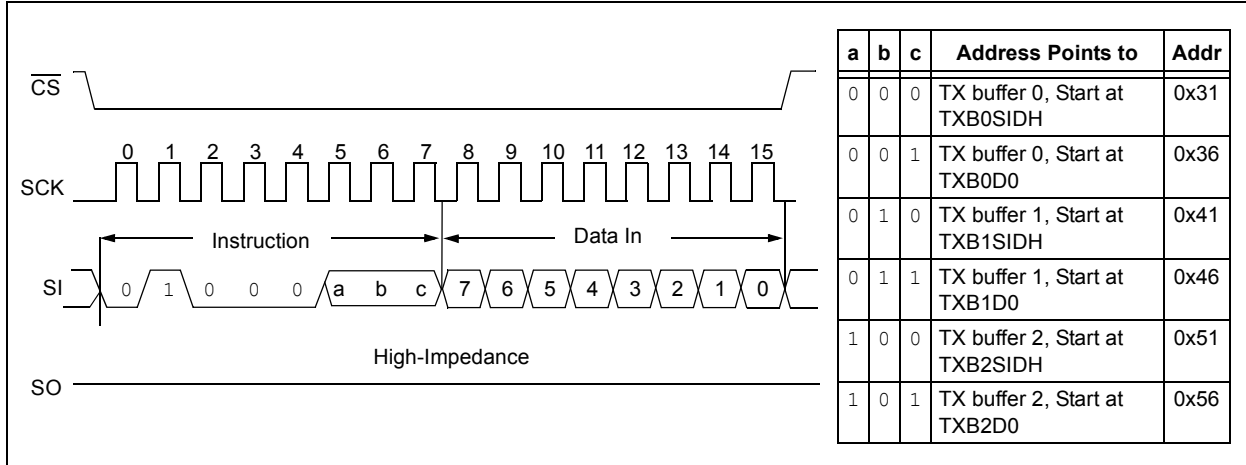 CS
SCK
0 1 2 3 4 5 6 7 8 9 10 11 12 13 14 15
Instruction
Data In
SI
0 1 0 0 0 a b c 7 6 5 4 3 2 1 0
High-Impedance
SO
a b c Address Points to Addr
0 0 0 TX buffer 0, Start at 0x31
TXB0SIDH
0 0 1 TX buffer 0, Start at 0x36
TXB0D0
0 1 0 TX buffer 1, Start at 0x41
TXB1SIDH
0 1 1 TX buffer 1, Start at 0x46
TXB1D0
1 0 0 TX buffer 2, Start at 0x51
TXB2SIDH
1 0 1 TX buffer 2, Start at 0x56
TXB2D0